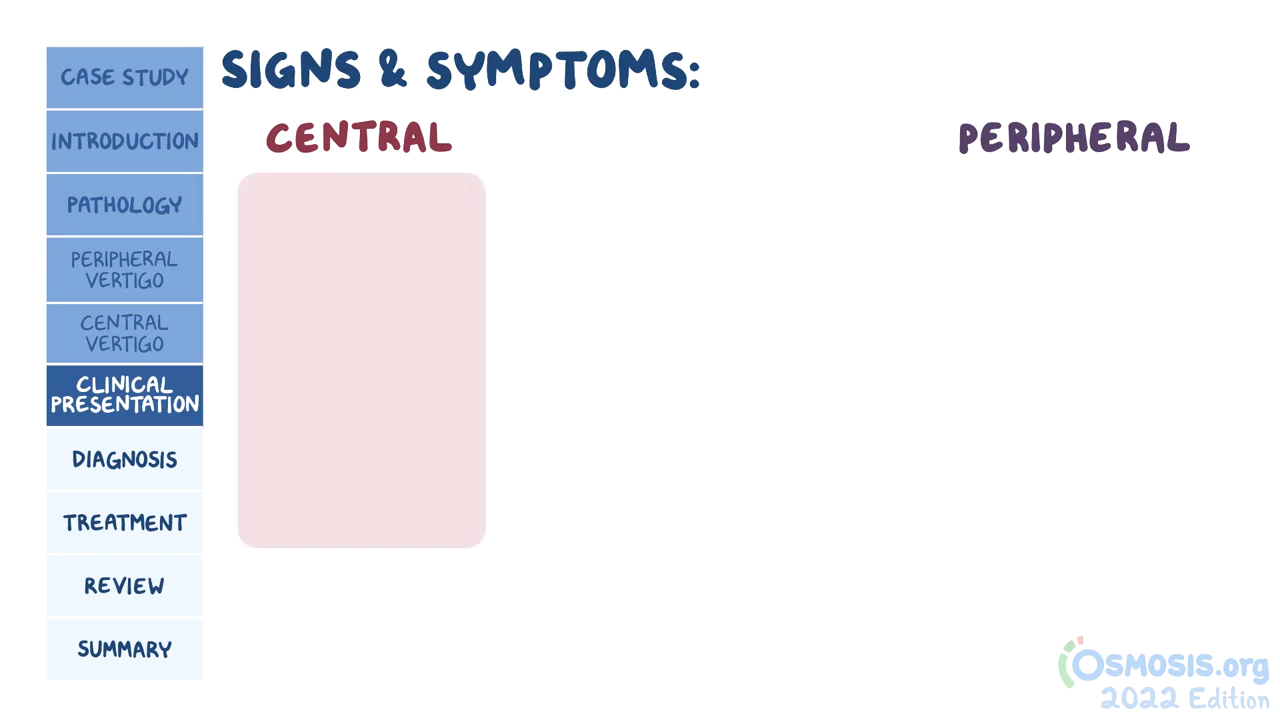 SIGNS & SYMPTOMS:
CENTRAL
PERIPHERAL
CASE STUDY
INTRODUCTION
PATHOLOGY
PERIPHERAL
VERTIGO
CENTRAL
VERTIGO
CLINICAL
PRESENTATION
DIAGNOSIS
TREATMENT
REVIEW
SUMMARY
OSMOSIS.org
2022 Edition